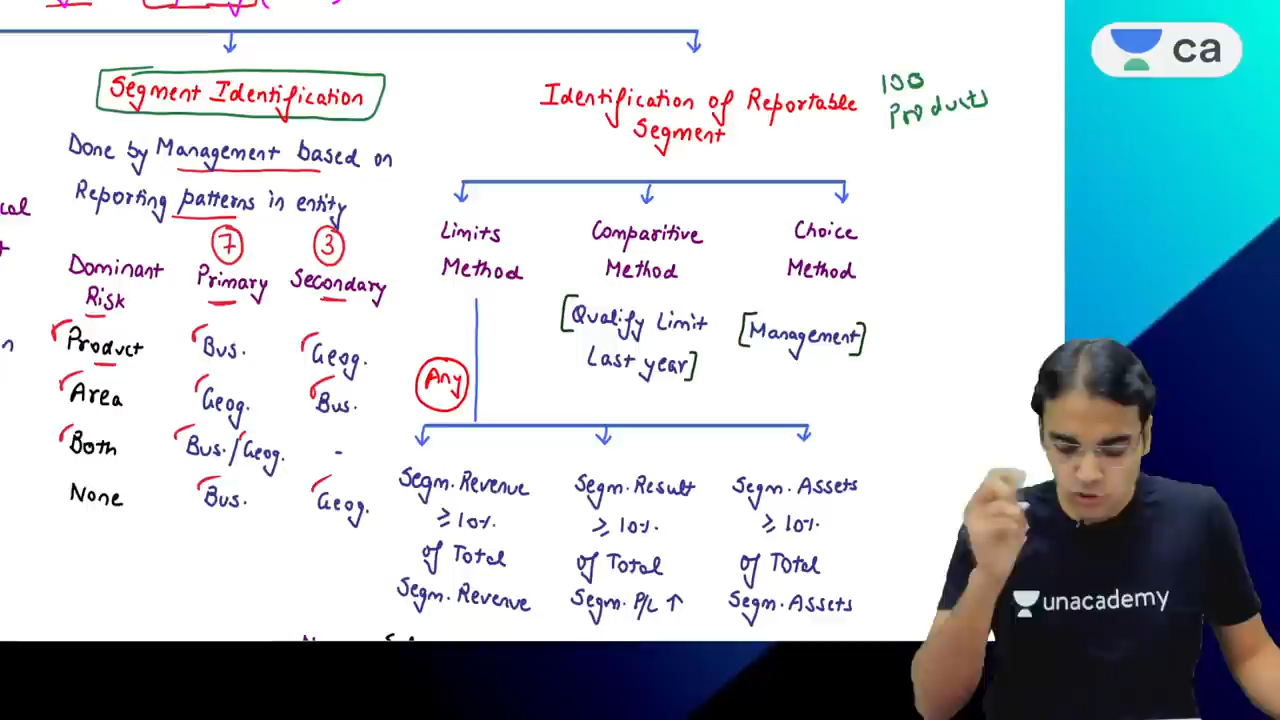 Segment Identification
Done by Management based on
Reporting patterns in entity
7 3
Dominant Primary Secondary
Risk
Product Bus. Geog.
Area Geog. Bus.
Both Bus./Geog. -
None Bus. Geog.
Identification of Reportable
Segment
100
Products
Limits
Method
Comparitive
Method
[Qualify Limit
Last year]
Choice
Method
[Management]
Any
Segm. Revenue
≥ 10%
of Total
Segm. Revenue
Segm. Result
≥ 10%
of Total
Segm. P/L ↑
Segm. Assets
≥ 10%
of Total
Segm. Assets
ca
unacademy